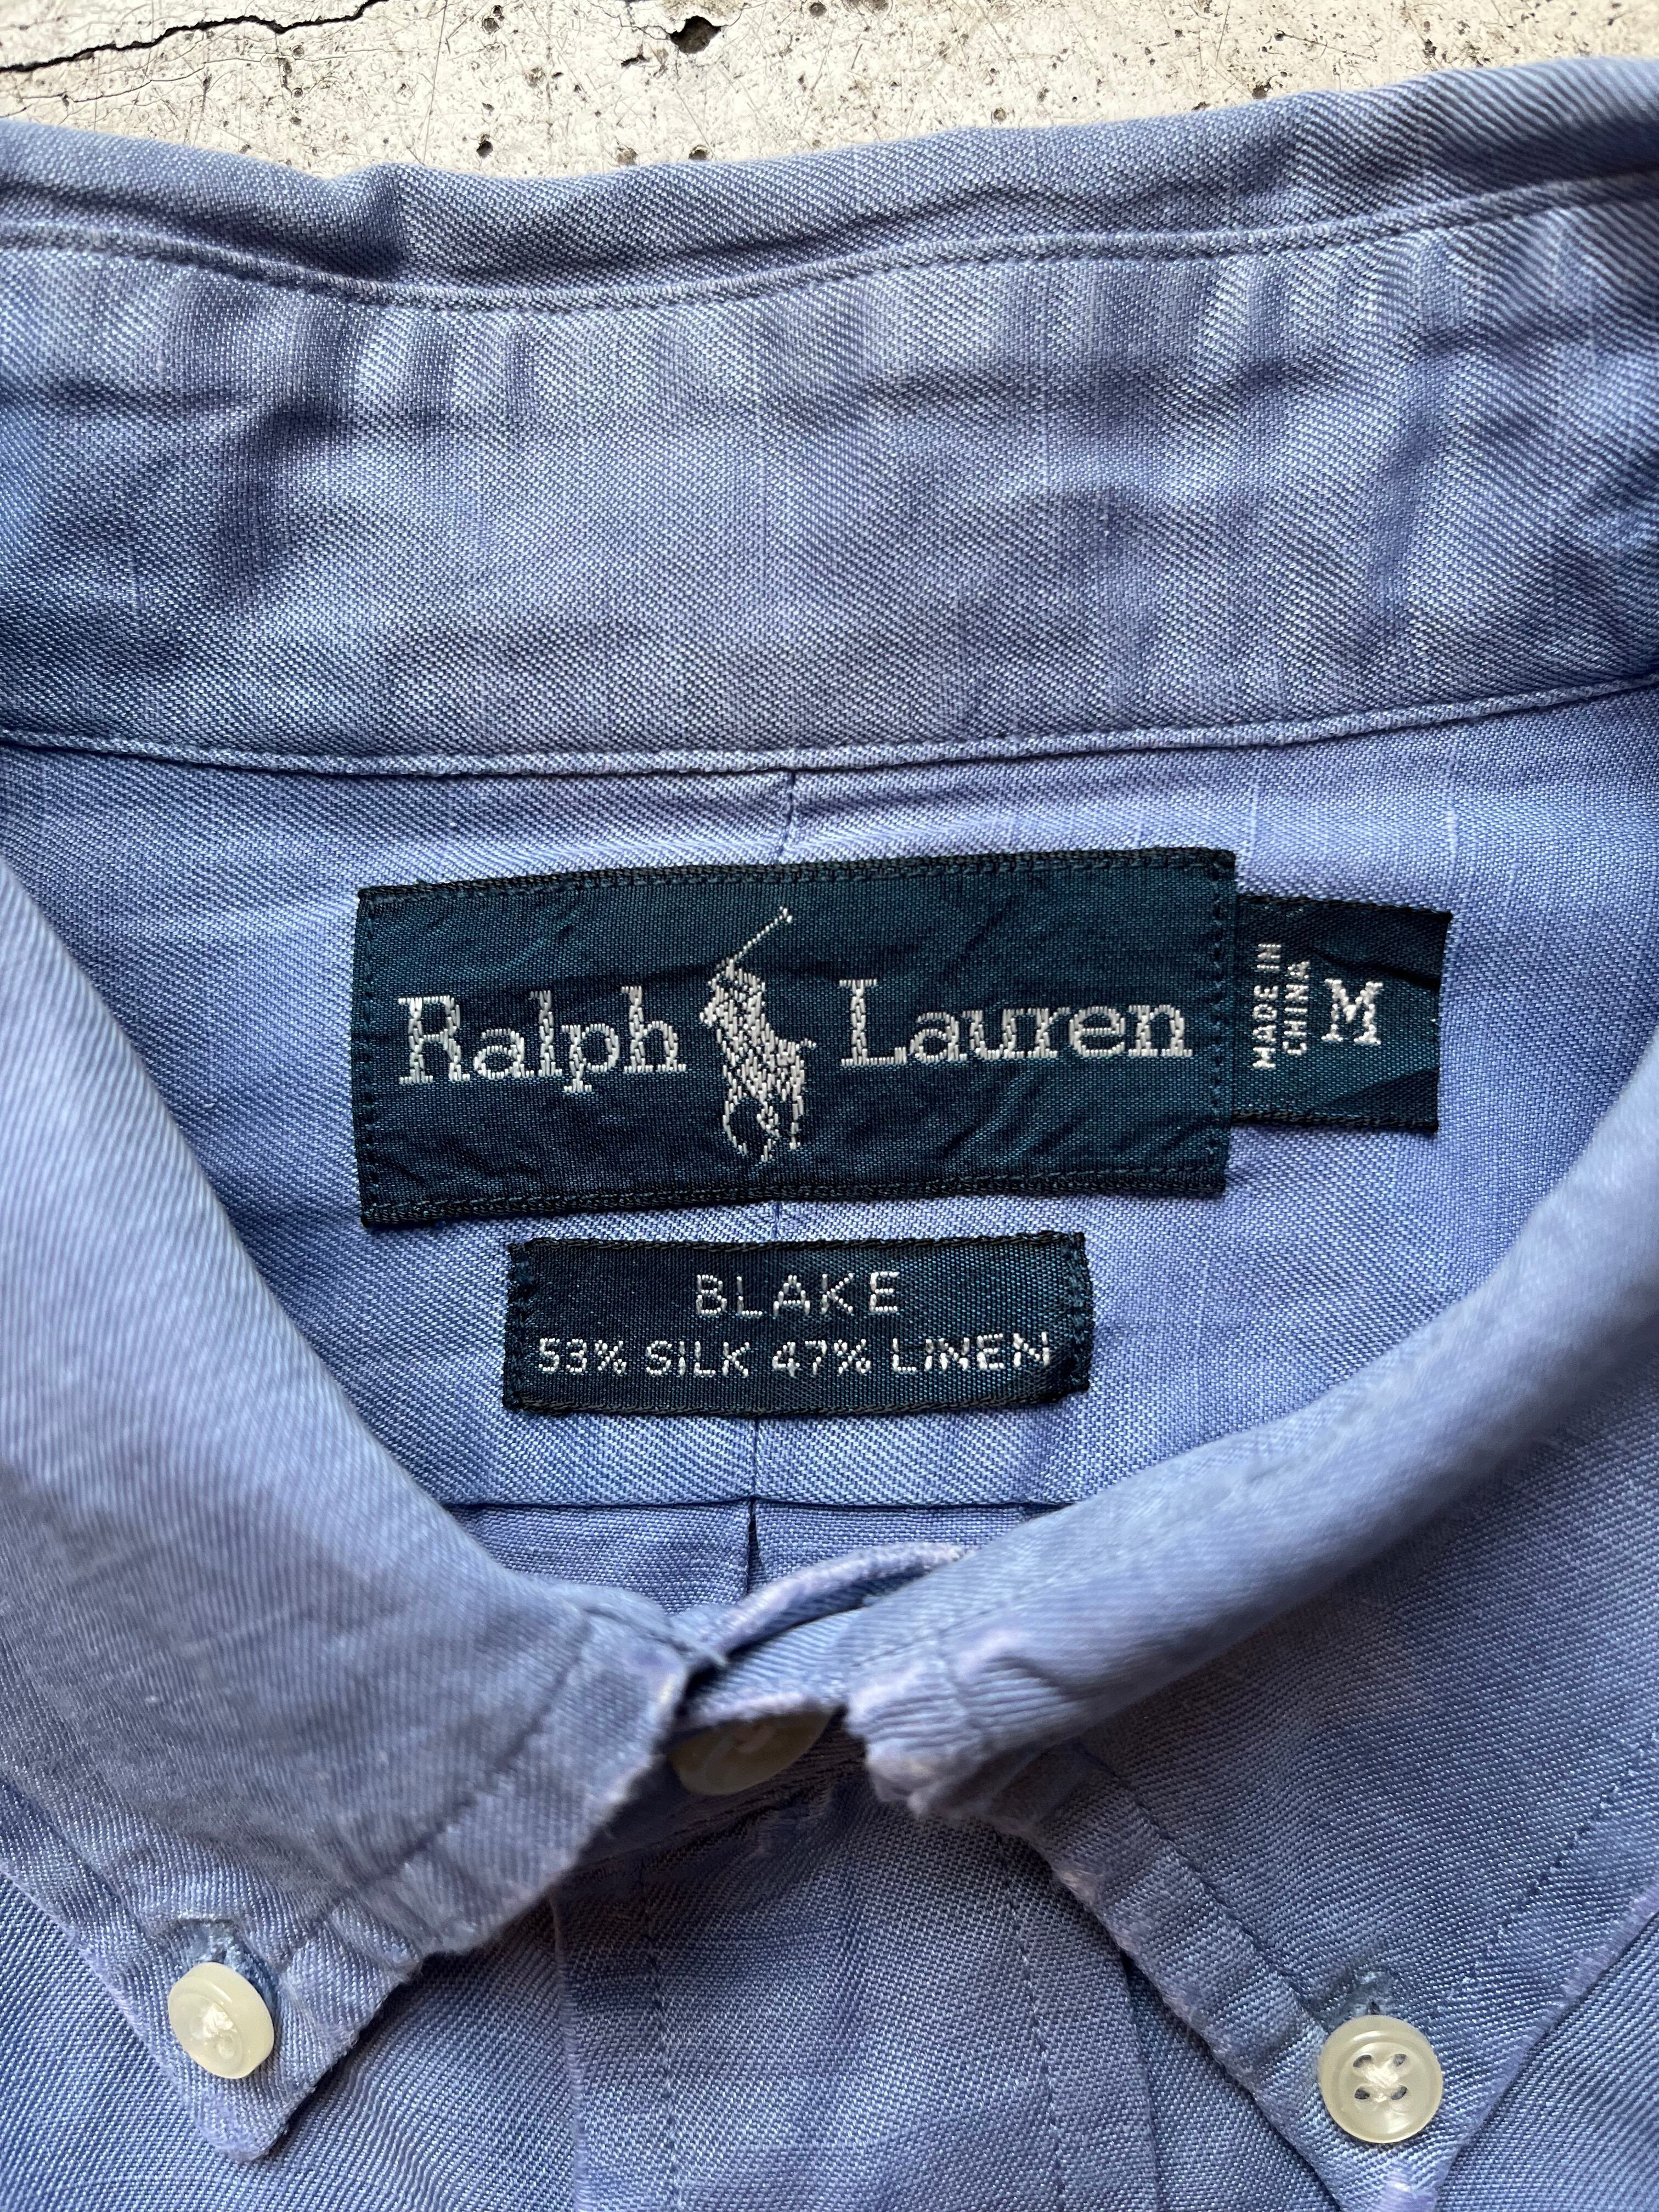 Ralph Lauren
MADE IN
CHINA
M
BLAKE
53% SILK 47% LINEN